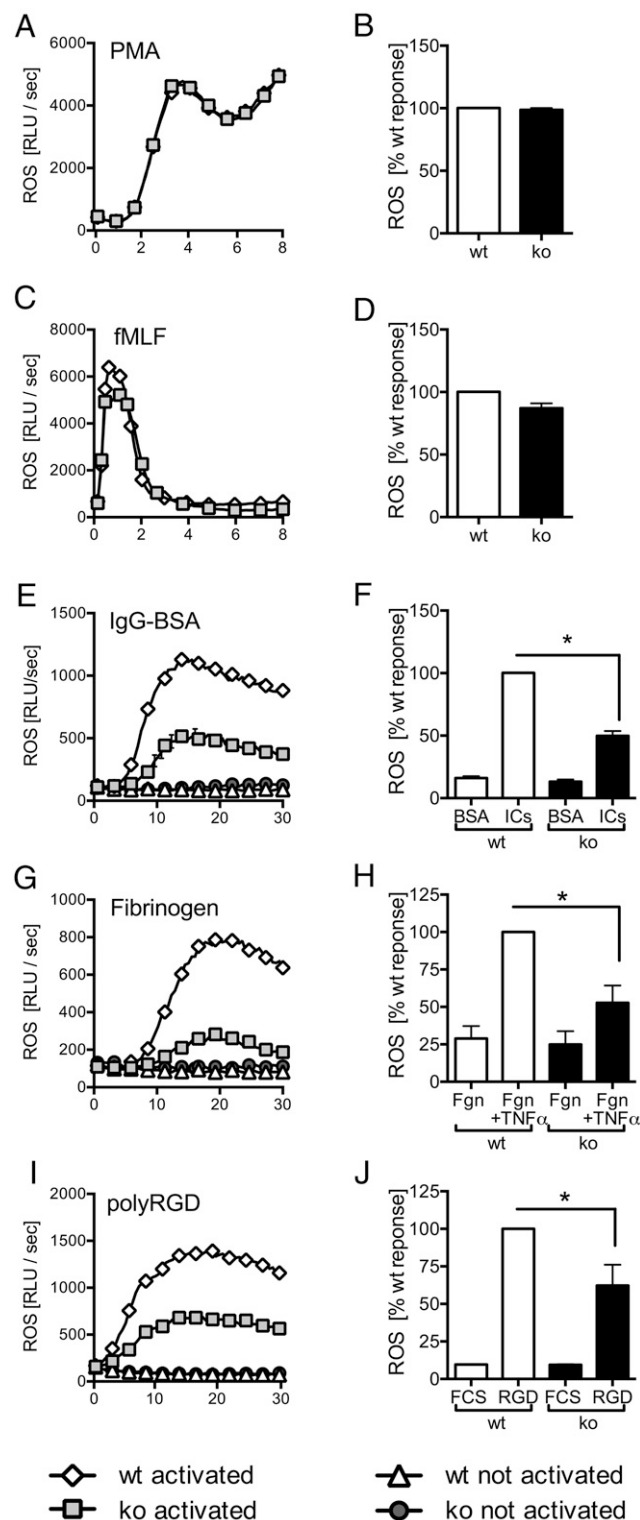 A
PMA
ROS [RLU / sec]
6000
4000
2000
0
0 2 4 6 8
B
ROS [% wt reponse]
150
100
50
0
wt ko
C
fMLF
ROS [RLU / sec]
8000
6000
4000
2000
0
0 2 4 6 8
D
ROS [% wt response]
150
100
50
0
wt ko
E
IgG-BSA
ROS [RLU/sec]
1500
1000
500
0
0 10 20 30
F
ROS [% wt reponse]
150
100
50
0
*
BSA ICs BSA ICs
wt ko
G
Fibrinogen
ROS [RLU / sec]
1000
800
600
400
200
0
0 10 20 30
H
ROS [% wt reponse]
125
100
75
50
25
0
*
Fgn Fgn Fgn Fgn
+TNFα +TNFα
wt ko
I
polyRGD
ROS [RLU / sec]
2000
1500
1000
500
0
0 10 20 30
J
ROS [% wt reponse]
125
100
75
50
25
0
*
FCS RGD FCS RGD
wt ko
wt activated wt not activated
ko activated ko not activated